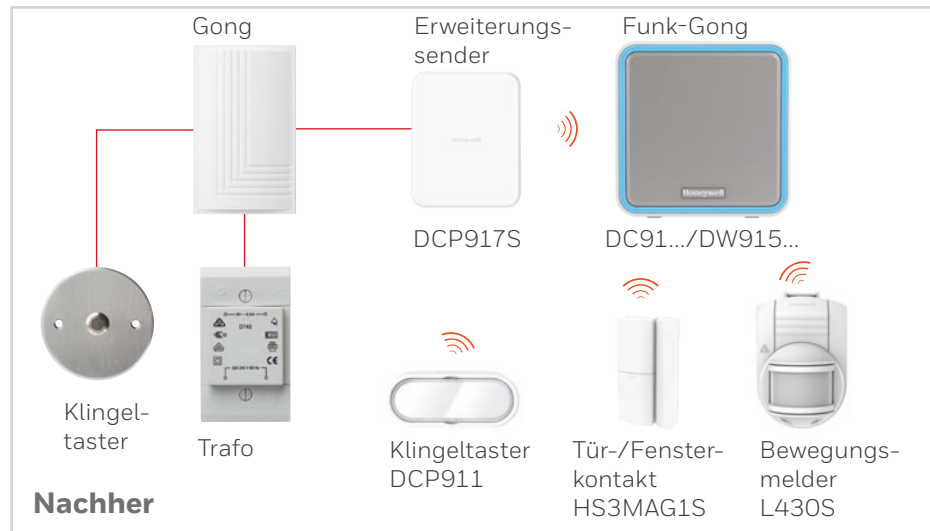 Gong
Erweiterungs-
sender
Funk-Gong
Honeywell
DCP917S
DC91.../DW915...
Klingel-
taster
Trafo
Klingeltaster
DCP911
Tür-/Fenster-
kontakt
HS3MAG1S
Bewegungs-
melder
L430S
Nachher